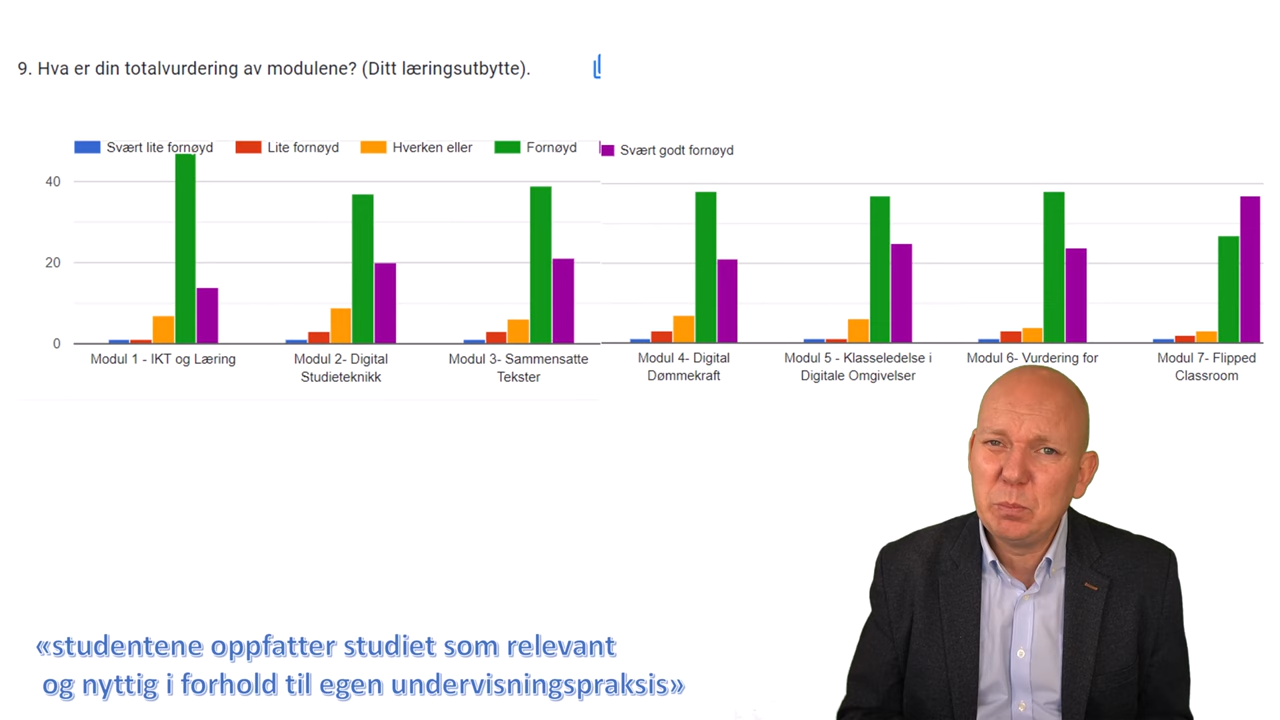 9. Hva er din totalvurdering av modulene? (Ditt læringsutbytte).
Svært lite fornøyd Lite fornøyd Hverken eller Fornøyd Svært godt fornøyd
40
20
0
Modul 1 - IKT og Læring
Modul 2- Digital
Studieteknikk
Modul 3- Sammensatte
Tekster
Modul 4- Digital
Dømmekraft
Modul 5 - Klasseledelse i
Digitale Omgivelser
Modul 6- Vurdering for
Modul 7- Flipped
Classroom
«studentene oppfatter studiet som relevant
og nyttig i forhold til egen undervisningspraksis»